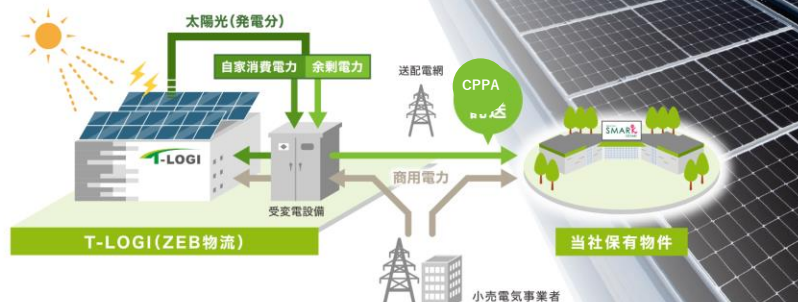 太陽光(発電分)
自家消費電力 余剰電力
送配電網
CPPA
T-LOGI
SMARK
商用電力
受変電設備
T-LOGI(ZEB物流)
当社保有物件
小売電気事業者